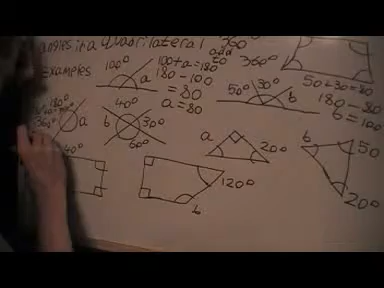 angles in a Quadrilateral add to 360°
360°
Examples
100°
a
100+a=180
180-100
=80
a=80
50°
30°
b
50+30=80
180-80
b=100
180°
360°
a
40°
b
30°
60°
a
20°
b
50
20°
120°
b